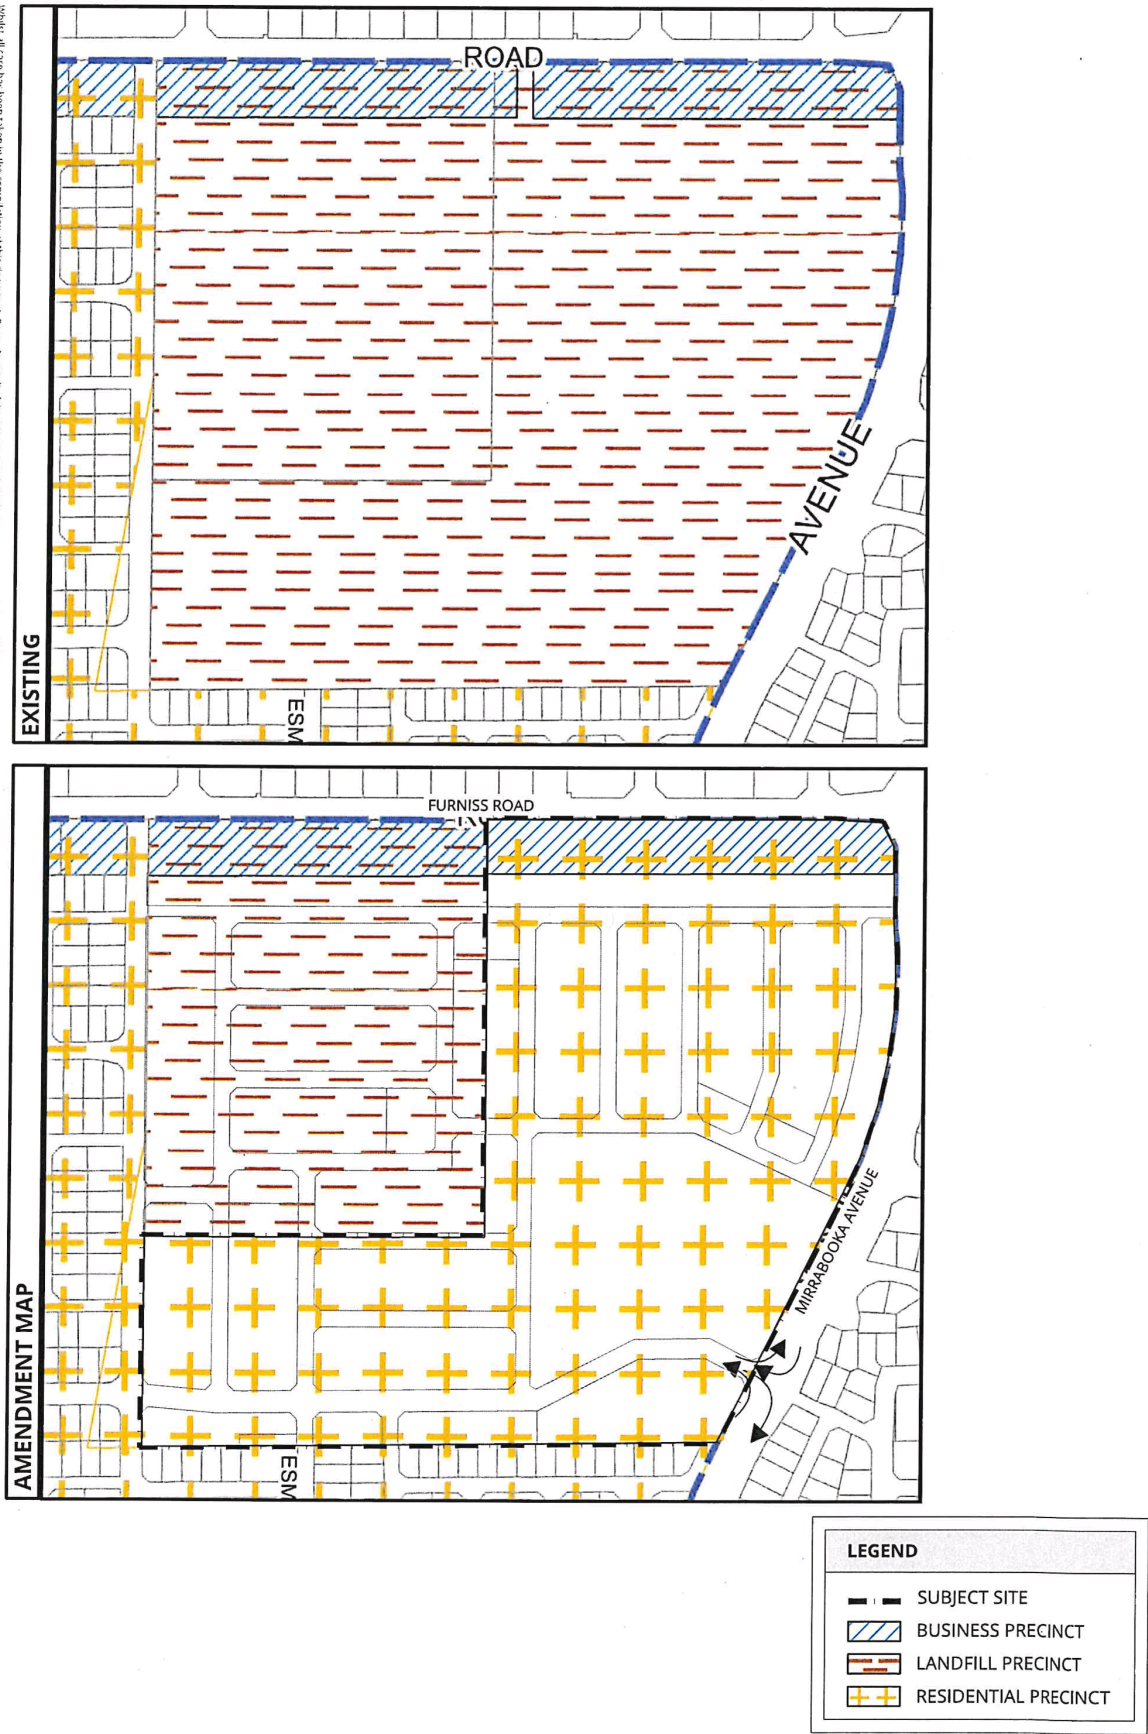 ROAD
AVENUE
ESM
EXISTING
FURNISS ROAD
MIRRABOOKA AVENUE
ESM
AMENDMENT MAP
LEGEND
SUBJECT SITE
BUSINESS PRECINCT
LANDFILL PRECINCT
RESIDENTIAL PRECINCT